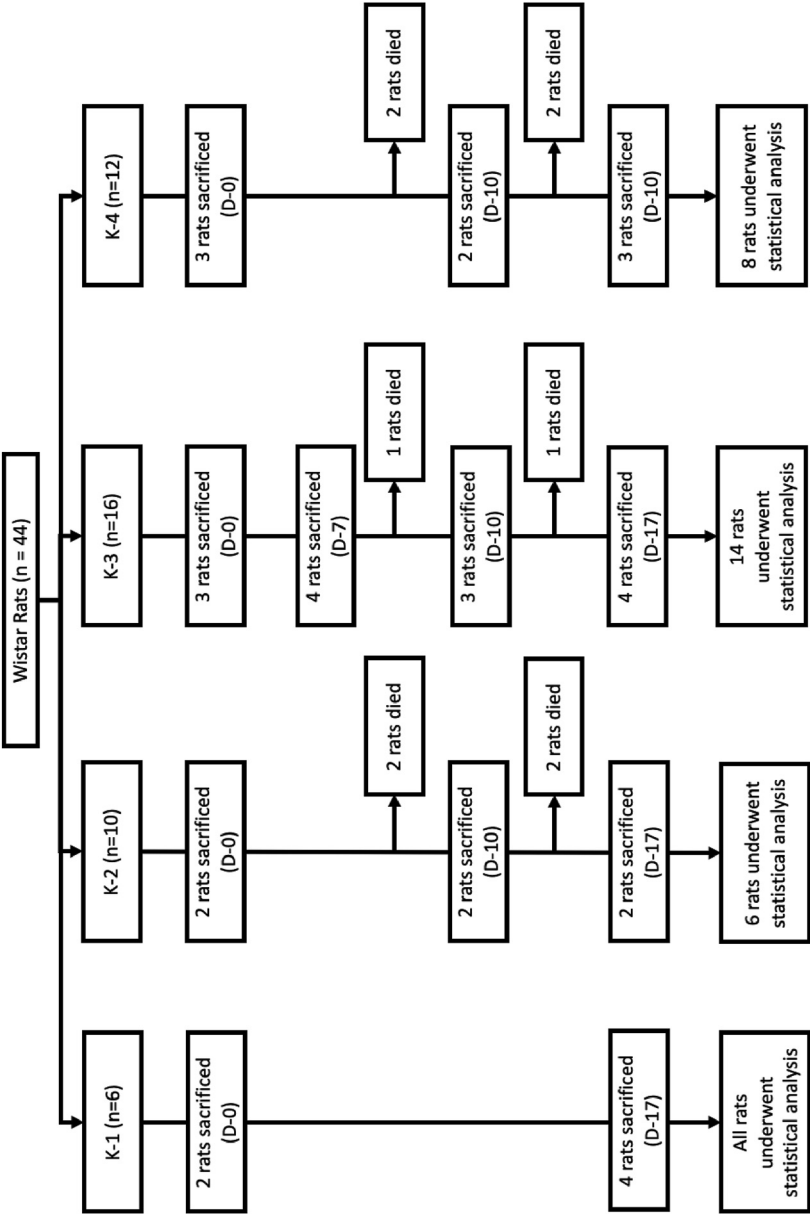 Wistar Rats (n = 44)
K-1 (n=6)
2 rats sacrificed
(D-0)
4 rats sacrificed
(D-17)
All rats
underwent
statistical analysis
K-2 (n=10)
2 rats sacrificed
(D-0)
2 rats died
2 rats sacrificed
(D-10)
2 rats died
2 rats sacrificed
(D-17)
6 rats underwent
statistical analysis
K-3 (n=16)
3 rats sacrificed
(D-0)
4 rats sacrificed
(D-7)
1 rats died
3 rats sacrificed
(D-10)
1 rats died
4 rats sacrificed
(D-17)
14 rats
underwent
statistical analysis
K-4 (n=12)
3 rats sacrificed
(D-0)
2 rats died
2 rats sacrificed
(D-10)
2 rats died
3 rats sacrificed
(D-10)
8 rats underwent
statistical analysis